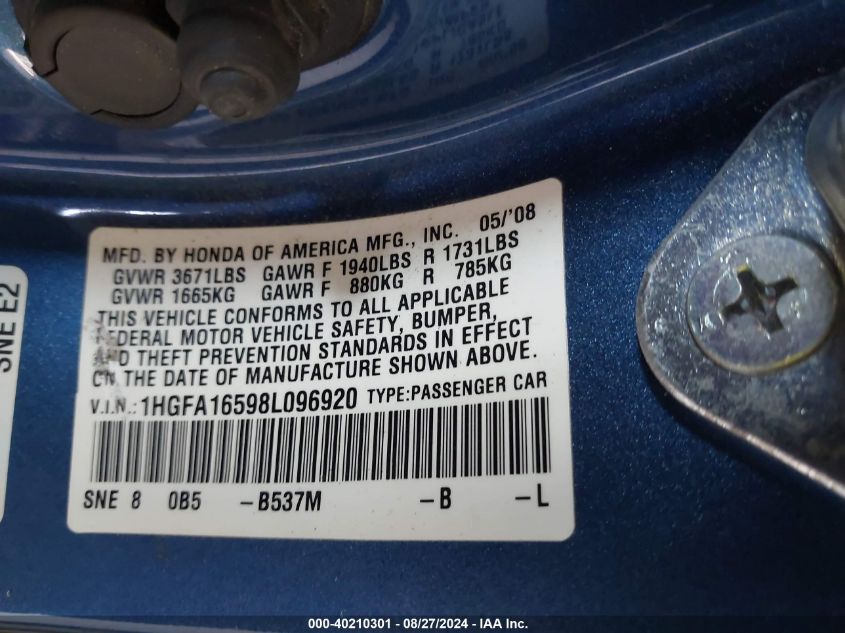 MFD. BY HONDA OF AMERICA MFG., INC. 05/'08
GVWR 3671LBS GAWR F 1940LBS R 1731LBS
GVWR 1665KG GAWR F 880KG R 785KG
THIS VEHICLE CONFORMS TO ALL APPLICABLE
FEDERAL MOTOR VEHICLE SAFETY, BUMPER,
AND THEFT PREVENTION STANDARDS IN EFFECT
ON THE DATE OF MANUFACTURE SHOWN ABOVE.
V.I.N.:1HGFA16598L096920 TYPE:PASSENGER CAR
SNE 8 0B5 -B537M -B -L
SNE E2
000-40210301 - 08/27/2024 - IAA Inc.